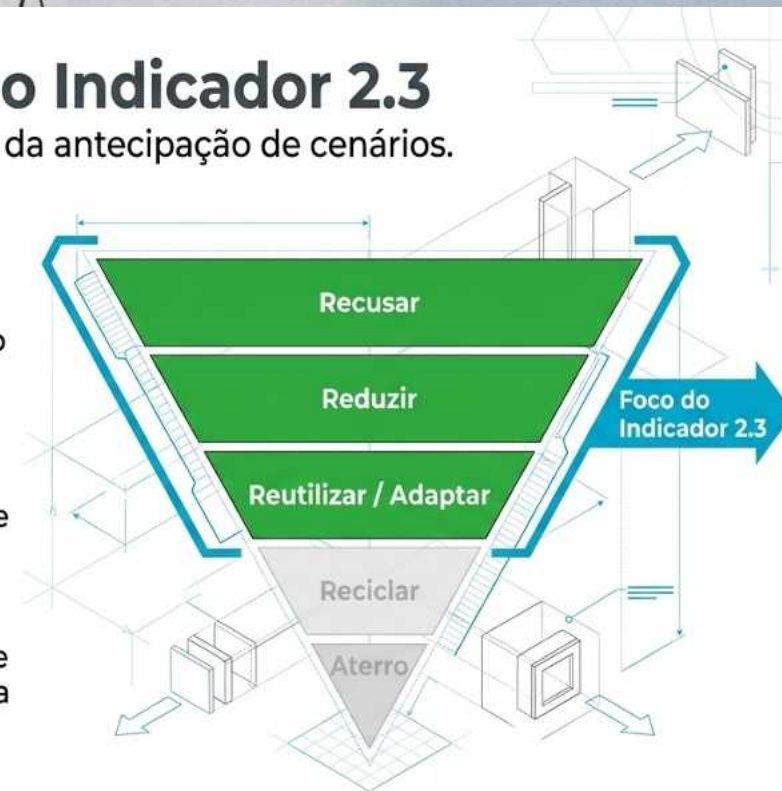 o Indicador 2.3
da antecipação de cenários.
Recusar
o
Reduzir
Foco do
Indicador 2.3
Reutilizar / Adaptar
e
Reciclar
e
Aterro
a